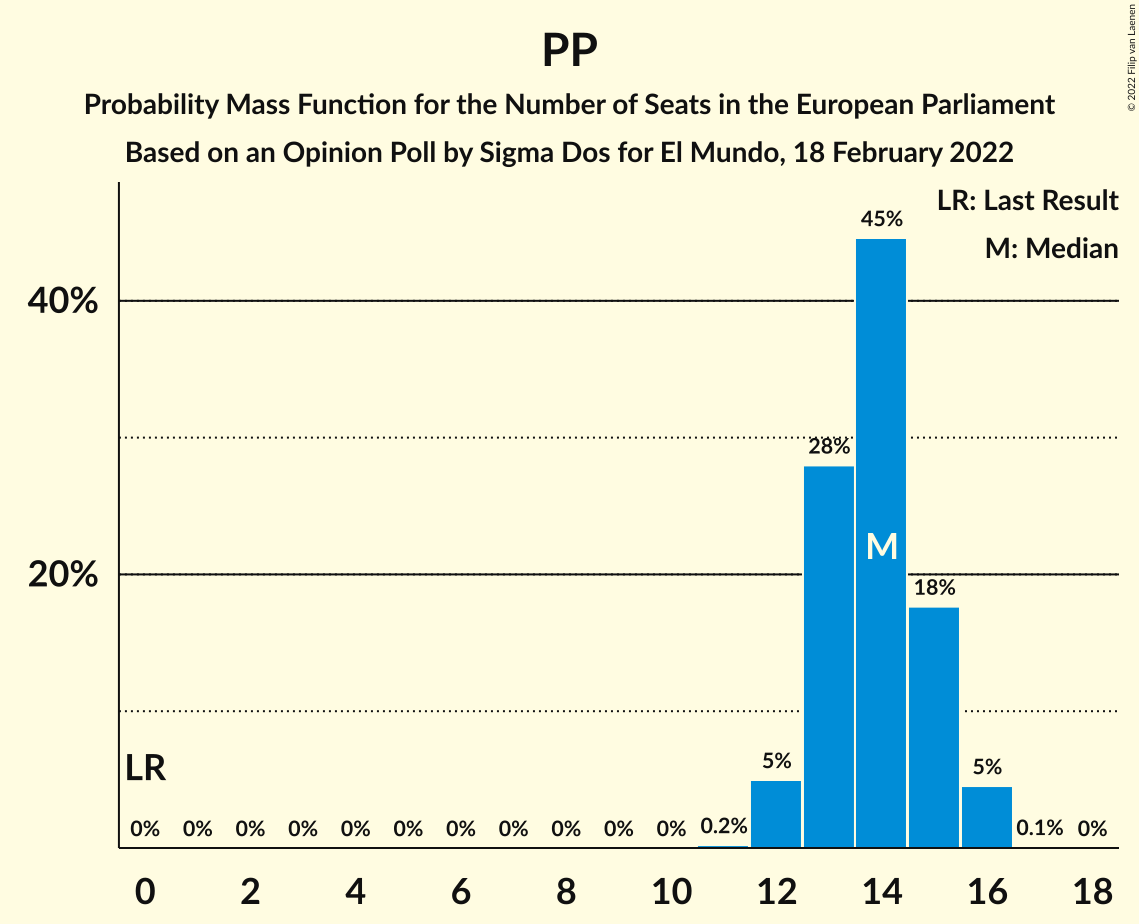 PP
Probability Mass Function for the Number of Seats in the European Parliament
Based on an Opinion Poll by Sigma Dos for El Mundo, 18 February 2022
© 2022 Filip van Laenen
LR: Last Result
M: Median
45%
40%
28%
M
20%
18%
LR
5%
5%
0% 0% 0% 0% 0% 0% 0% 0% 0% 0% 0% 0.2% 0.1% 0%
0 2 4 6 8 10 12 14 16 18